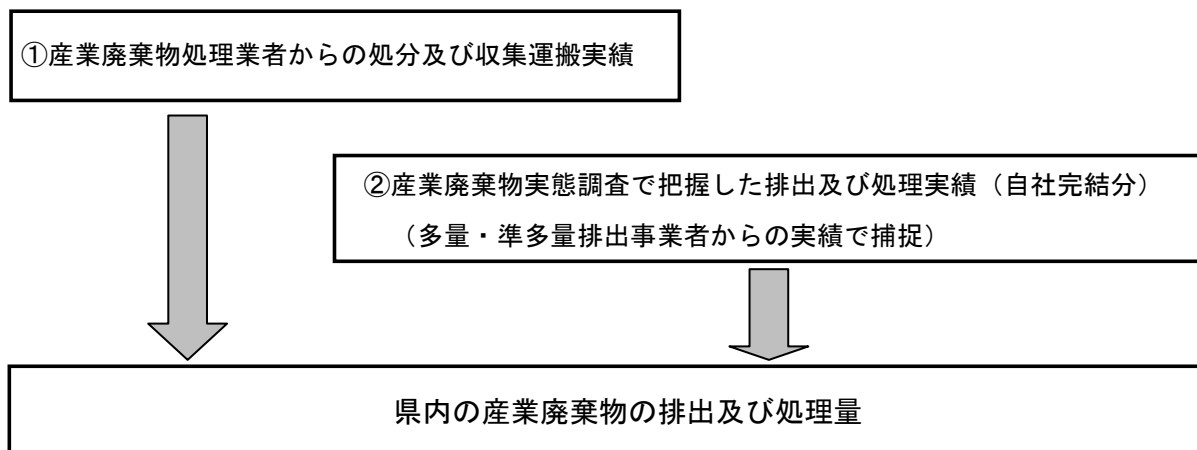 ①産業廃棄物処理業者からの処分及び収集運搬実績
②産業廃棄物実態調査で把握した排出及び処理実績（自社完結分）
（多量・準多量排出事業者からの実績で捕捉）
県内の産業廃棄物の排出及び処理量